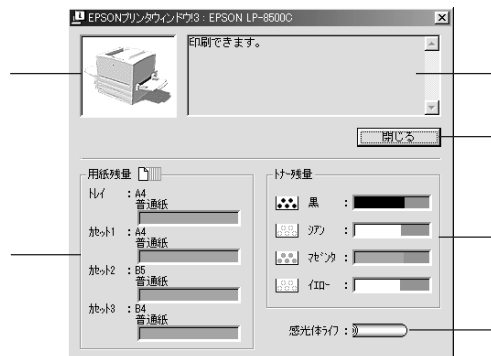 EPSONプリンタウィンドウ!3 : EPSON LP-8500C
印刷できます。
閉じる
用紙残量
トレイ : A4
普通紙
カセット1 : A4
普通紙
カセット2 : B5
普通紙
カセット3 : B4
普通紙
トナー残量
黒 :
シアン :
マゼンタ :
イエロー :
感光体ライフ :